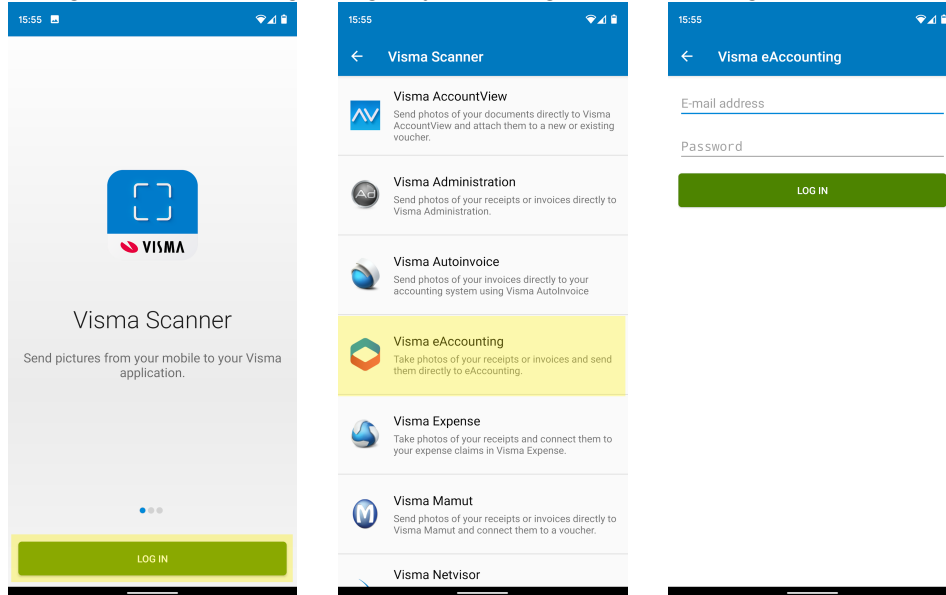 15:55
VISMA
Visma Scanner
Send pictures from your mobile to your Visma
application.
LOG IN
15:55
Visma Scanner
Visma AccountView
Send photos of your documents directly to Visma
AccountView and attach them to a new or existing
voucher.
Ad
Visma Administration
Send photos of your receipts or invoices directly to
Visma Administration.
Visma Autoinvoice
Send photos of your invoices directly to your
accounting system using Visma AutoInvoice
Visma eAccounting
Take photos of your receipts or invoices and send
them directly to eAccounting.
Visma Expense
Take photos of your receipts and connect them to
your expense claims in Visma Expense.
M
Visma Mamut
Send photos of your receipts or invoices directly to
Visma Mamut and connect them to a voucher.
Visma Netvisor
15:55
Visma eAccounting
E-mail address
Password
LOG IN